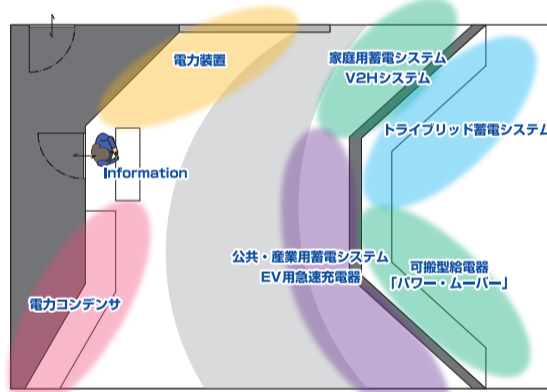 電力装置
家庭用蓄電システム
V2Hシステム
トライブリッド蓄電システム
Information
公共・産業用蓄電システム
EV用急速充電器
可搬型給電器
「パワー・ムーバー」
電力コンデンサ